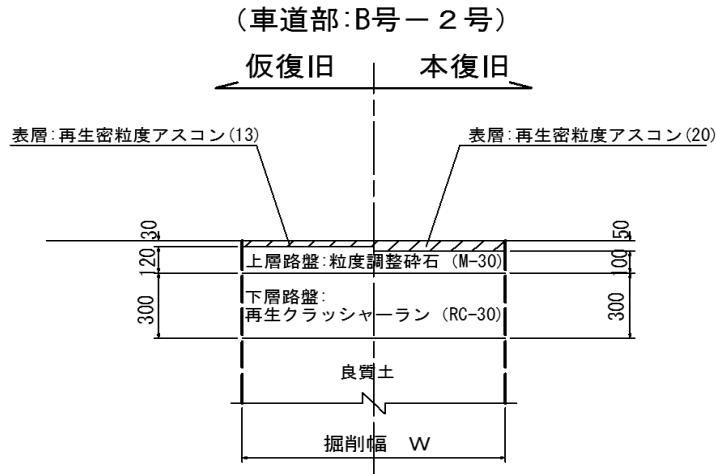 (車道部:B号－２号)
仮復旧 本復旧
表層:再生密粒度アスコン(13)
表層:再生密粒度アスコン(20)
30
120
300
50
100
300
上層路盤:粒度調整砕石 (M-30)
下層路盤:
再生クラッシャーラン (RC-30)
良質土
掘削幅 Ｗ